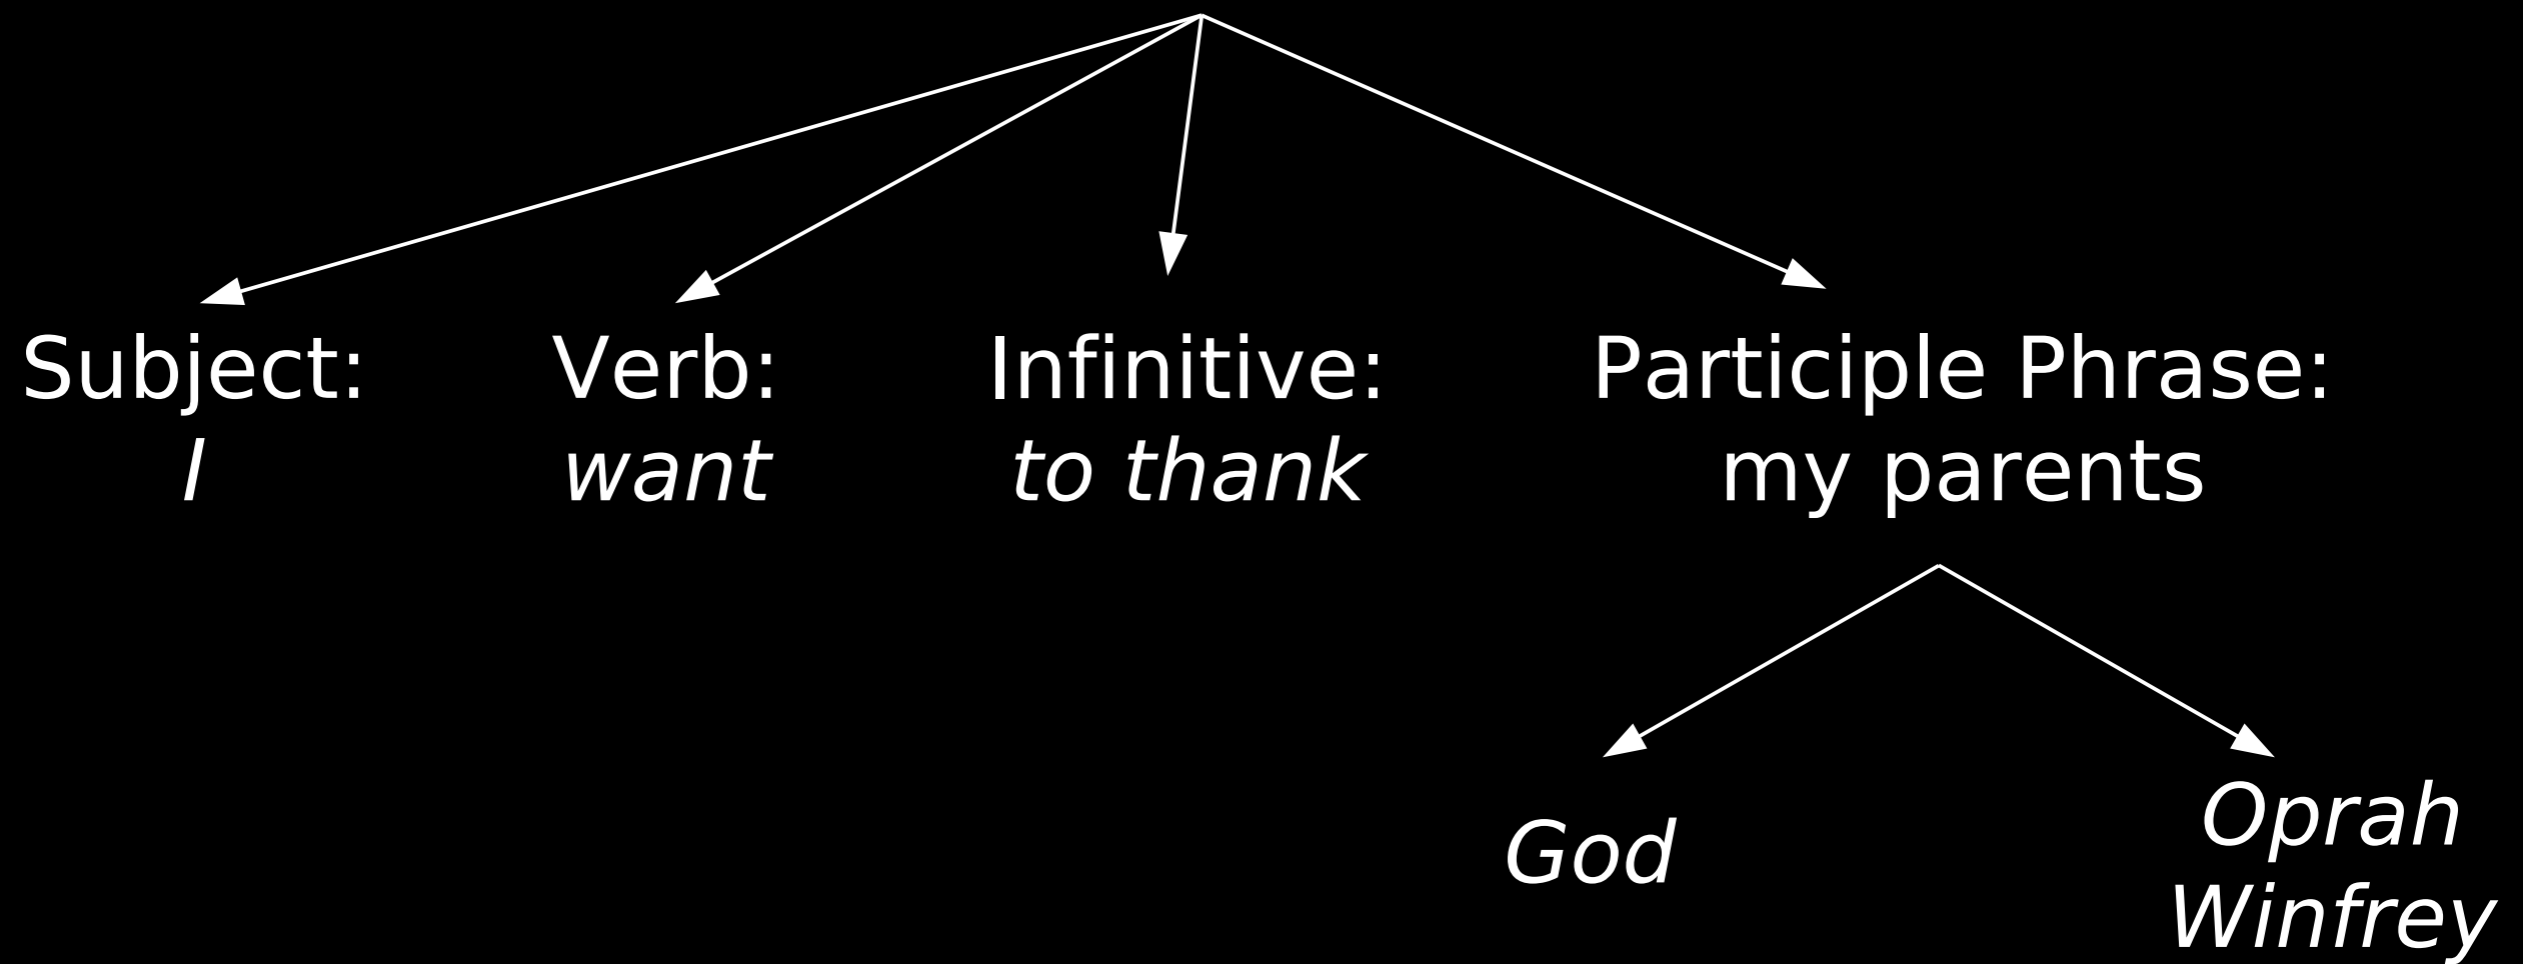 Subject:
I
Verb:
want
Infinitive:
to thank
Participle Phrase:
my parents
God
Oprah
Winfrey